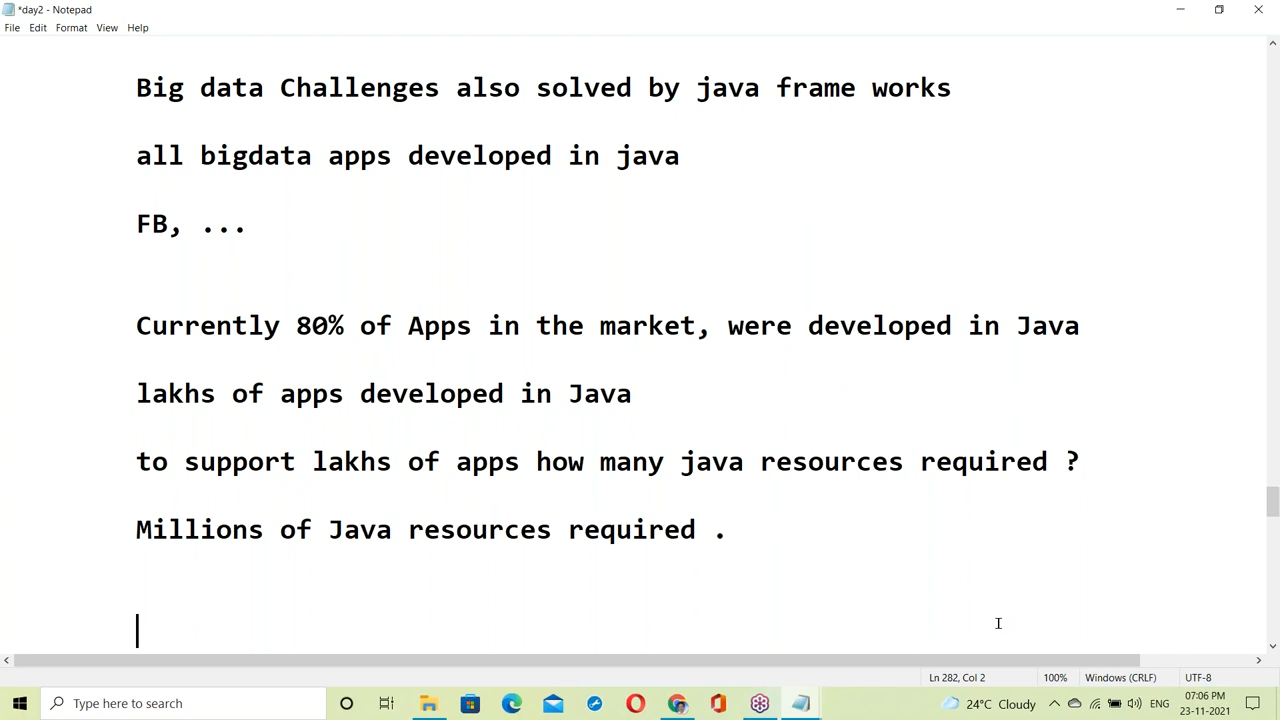 *day2 - Notepad
File Edit Format View Help
Big data Challenges also solved by java frame works
all bigdata apps developed in java
FB, ...
Currently 80% of Apps in the market, were developed in Java
lakhs of apps developed in Java
to support lakhs of apps how many java resources required ?
Millions of Java resources required .
Ln 282, Col 2 100% Windows (CRLF) UTF-8
Type here to search 24°C Cloudy ENG 07:06 PM
23-11-2021